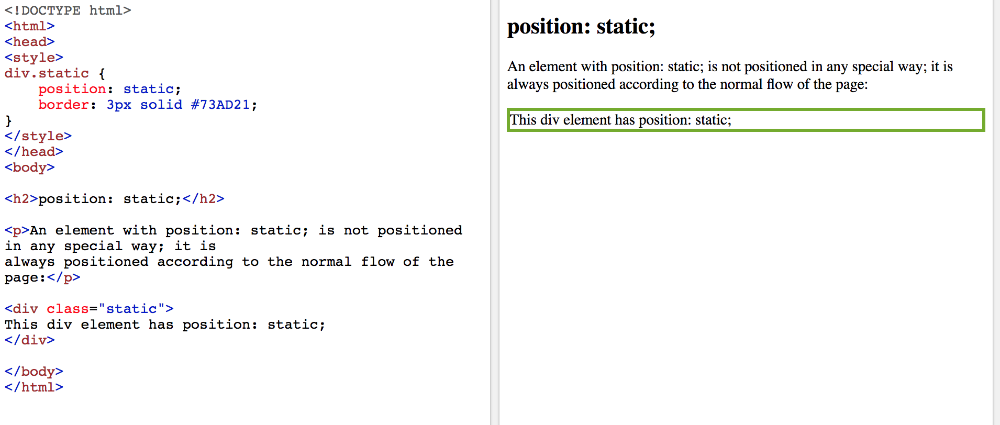 <!DOCTYPE html>
<html>
<head>
<style>
div.static {
    position: static;
    border: 3px solid #73AD21;
}
</style>
</head>
<body>
<h2>position: static;</h2>
<p>An element with position: static; is not positioned
in any special way; it is
always positioned according to the normal flow of the
page:</p>
<div class="static">
This div element has position: static;
</div>
</body>
</html>
position: static;
An element with position: static; is not positioned in any special way; it is
always positioned according to the normal flow of the page:
This div element has position: static;